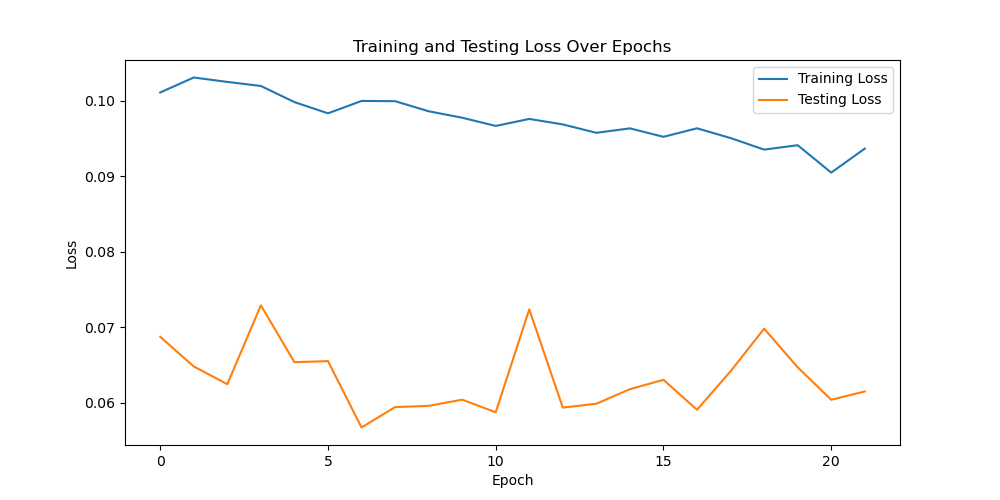 Training and Testing Loss Over Epochs
Training Loss
Testing Loss
0.10
0.09
0.08
0.07
0.06
Loss
0
5
10
15
20
Epoch